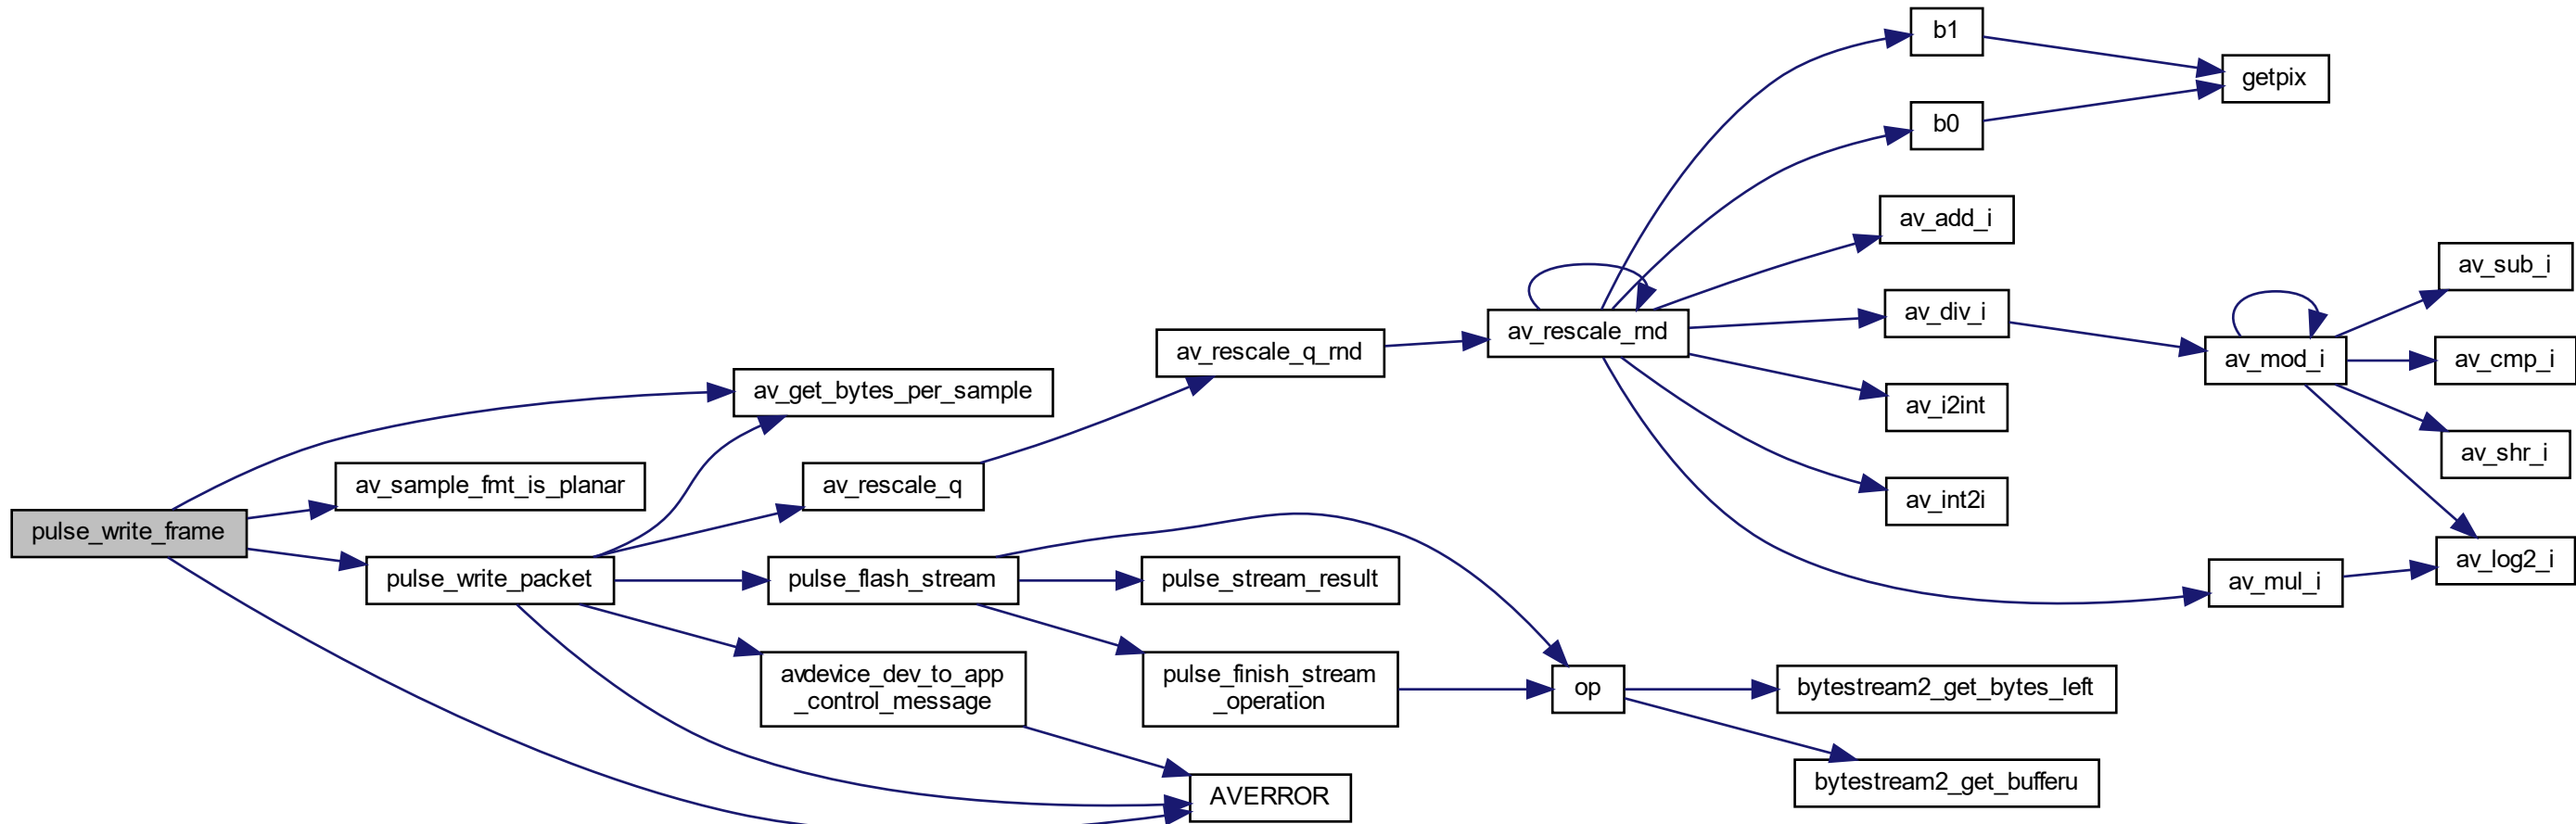 b1
getpix
b0
av_add_i
av_sub_i
av_div_i
av_rescale_rnd
av_rescale_q_rnd
av_mod_i
av_cmp_i
av_get_bytes_per_sample
av_i2int
av_shr_i
av_sample_fmt_is_planar
av_rescale_q
av_int2i
pulse_write_frame
av_log2_i
pulse_write_packet
pulse_flash_stream
pulse_stream_result
av_mul_i
avdevice_dev_to_app
_control_message
pulse_finish_stream
_operation
op
bytestream2_get_bytes_left
bytestream2_get_bufferu
AVERROR